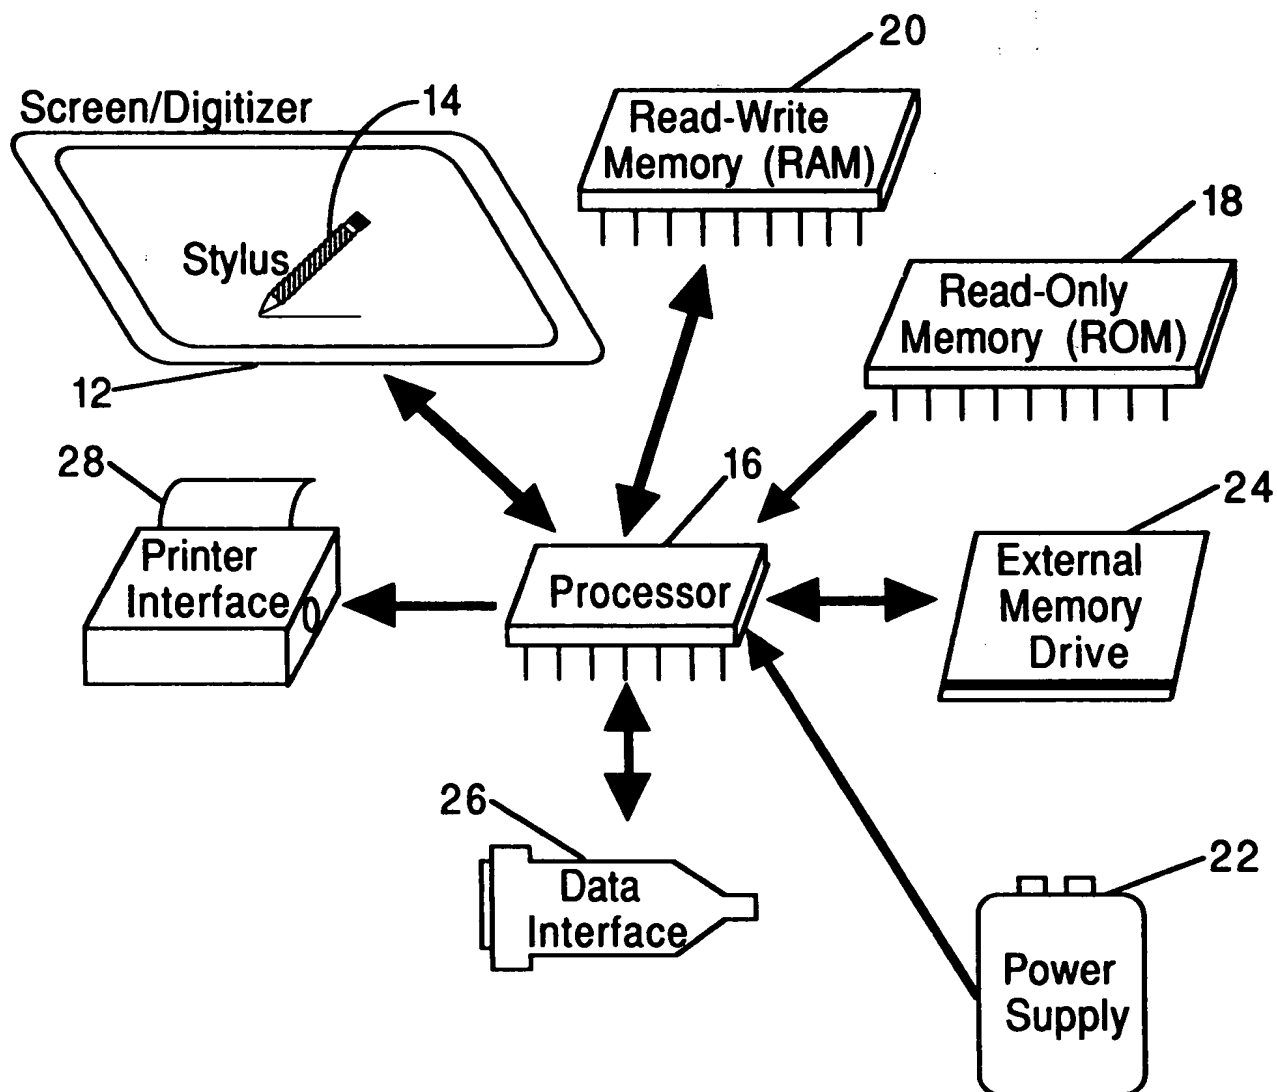 20
Screen/Digitizer
14
Read-Write
Memory (RAM)
18
Stylus
Read-Only
Memory (ROM)
12
28
16
24
Printer
Interface
Processor
External
Memory
Drive
26
Data
Interface
22
Power
Supply